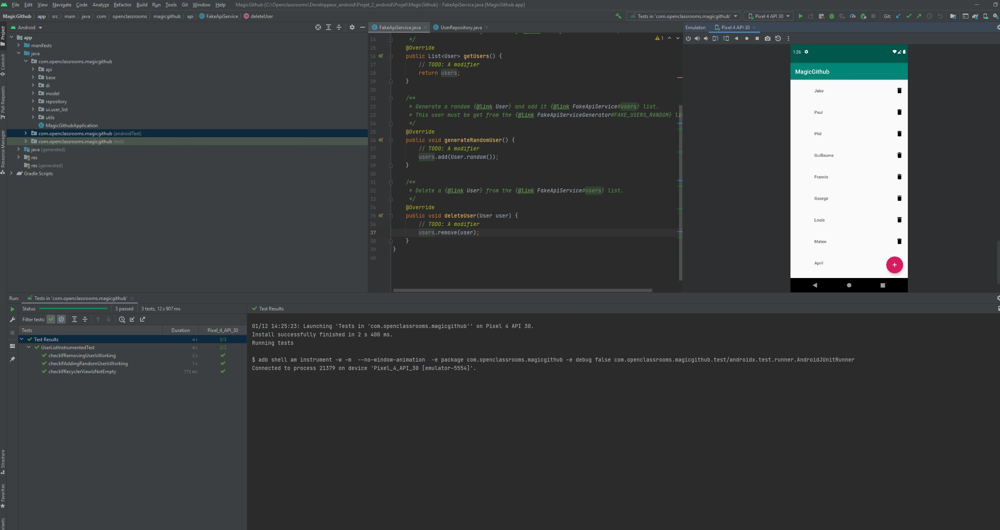 File Edit View Navigate Code Analyze Refactor Build Run Tools Git Window Help MagicGithub [C:\Openclassrooms\Developpeur_android\Projet_2_android\Projet\MagicGithub] - FakeApiService.java [MagicGithub.app]
MagicGithub app src main java com openclassrooms magicgithub api FakeApiService deleteUser Tests in 'com.openclassrooms.magicgithub' Pixel 4 API 30 Git:
Android
FakeApiService.java UserRepository.java
Emulator: Pixel 4 API 30
Project
Commit
Pull Requests
Resource Manager
Structure
Favorites
app
manifests
java
com.openclassrooms.magicgithub
api
base
di
model
repository
ui.user_list
utils
MagicGithubApplication
com.openclassrooms.magicgithub (androidTest)
com.openclassrooms.magicgithub (test)
java (generated)
res
res (generated)
Gradle Scripts
1
14 */
15 @Override
16 public List<User> getUsers() {
17 // TODO: A modifier
18 return users;
19 }
20
21 /**
22 * Generate a random {@link User} and add it {@link FakeApiService#users} list.
23 * This user must be get from the {@link FakeApiServiceGenerator#FAKE_USERS_RANDOM} lis
24 */
25 @Override
26 public void generateRandomUser() {
27 // TODO: A modifier
28 users.add(User.random());
29 }
30
31 /**
32 * Delete a {@link User} from the {@link FakeApiService#users} list.
33 */
34 @Override
35 public void deleteUser(User user) {
36 // TODO: A modifier
37 users.remove(user);
38 }
39 }
40
1:26
MagicGithub
Jake
Paul
Phil
Guillaume
Francis
George
Louis
Mateo
April
+
Run: Tests in 'com.openclassrooms.magicgithub'
Status 3 passed 3 tests, 12 s 907 ms
Filter tests:
Tests Duration Pixel_4_API_30
Test Results 4 s 3/3
UserListInstrumentedTest 4 s 3/3
checkIfRemovingUserIsWorking 2 s
checkIfAddingRandomUserIsWorking 1 s
checkIfRecyclerViewIsNotEmpty 775 ms
Test Results
01/12 14:25:23: Launching 'Tests in 'com.openclassrooms.magicgithub'' on Pixel 4 API 30.
Install successfully finished in 2 s 400 ms.
Running tests
$ adb shell am instrument -w -m --no-window-animation -e package com.openclassrooms.magicgithub -e debug false com.openclassrooms.magicgithub.test/androidx.test.runner.AndroidJUnitRunner
Connected to process 21379 on device 'Pixel_4_API_30 [emulator-5554]'.